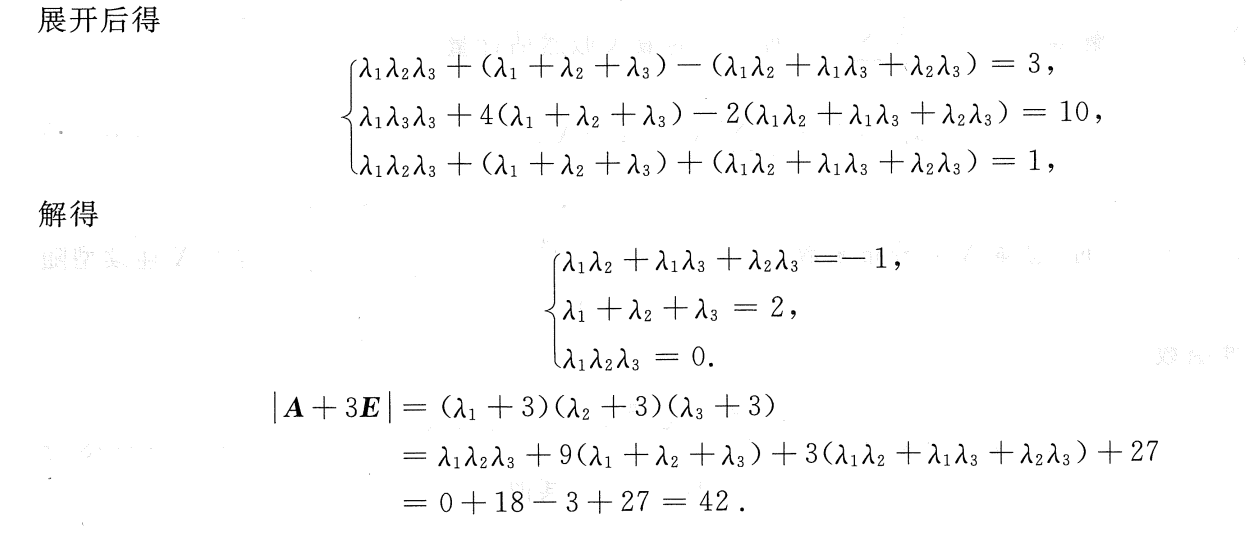 展开后得
λ₁λ₂λ₃ + (λ₁ + λ₂ + λ₃) − (λ₁λ₂ + λ₁λ₃ + λ₂λ₃) = 3,
λ₁λ₃λ₃ + 4(λ₁ + λ₂ + λ₃) − 2(λ₁λ₂ + λ₁λ₃ + λ₂λ₃) = 10,
λ₁λ₂λ₃ + (λ₁ + λ₂ + λ₃) + (λ₁λ₂ + λ₁λ₃ + λ₂λ₃) = 1,
解得
λ₁λ₂ + λ₁λ₃ + λ₂λ₃ = −1,
λ₁ + λ₂ + λ₃ = 2,
λ₁λ₂λ₃ = 0.
|A + 3E| = (λ₁ + 3)(λ₂ + 3)(λ₃ + 3)
= λ₁λ₂λ₃ + 9(λ₁ + λ₂ + λ₃) + 3(λ₁λ₂ + λ₁λ₃ + λ₂λ₃) + 27
= 0 + 18 − 3 + 27 = 42.